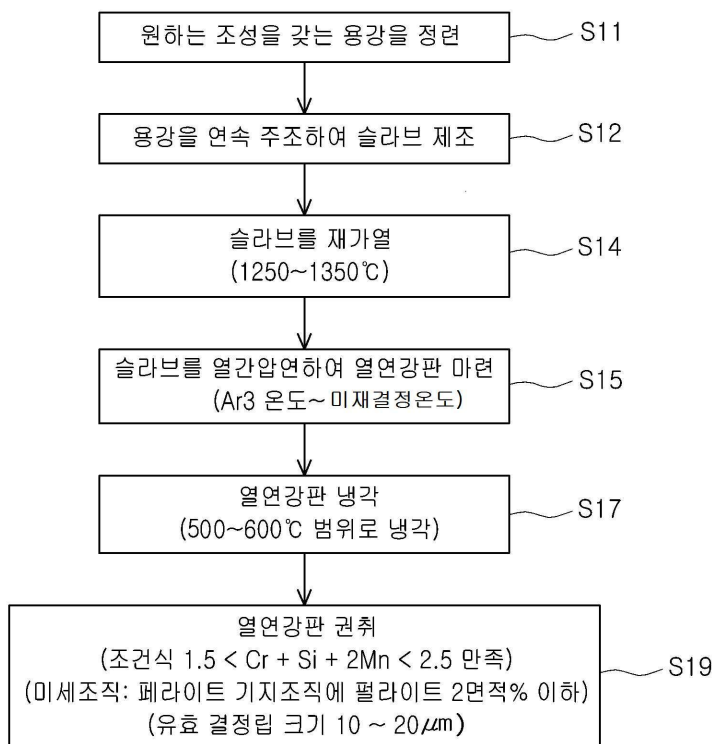 원하는 조성을 갖는 용강을 정련 S11
용강을 연속 주조하여 슬라브 제조 S12
슬라브를 재가열 S14
(1250~1350℃)
슬라브를 열간압연하여 열연강판 마련 S15
(Ar3 온도~미재결정온도)
열연강판 냉각 S17
(500~600℃ 범위로 냉각)
열연강판 권취
(조건식 1.5 < Cr + Si + 2Mn < 2.5 만족)
(미세조직: 페라이트 기지조직에 펄라이트 2면적% 이하) S19
(유효 결정립 크기 10 ~ 20㎛)